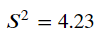 S² = 4.23